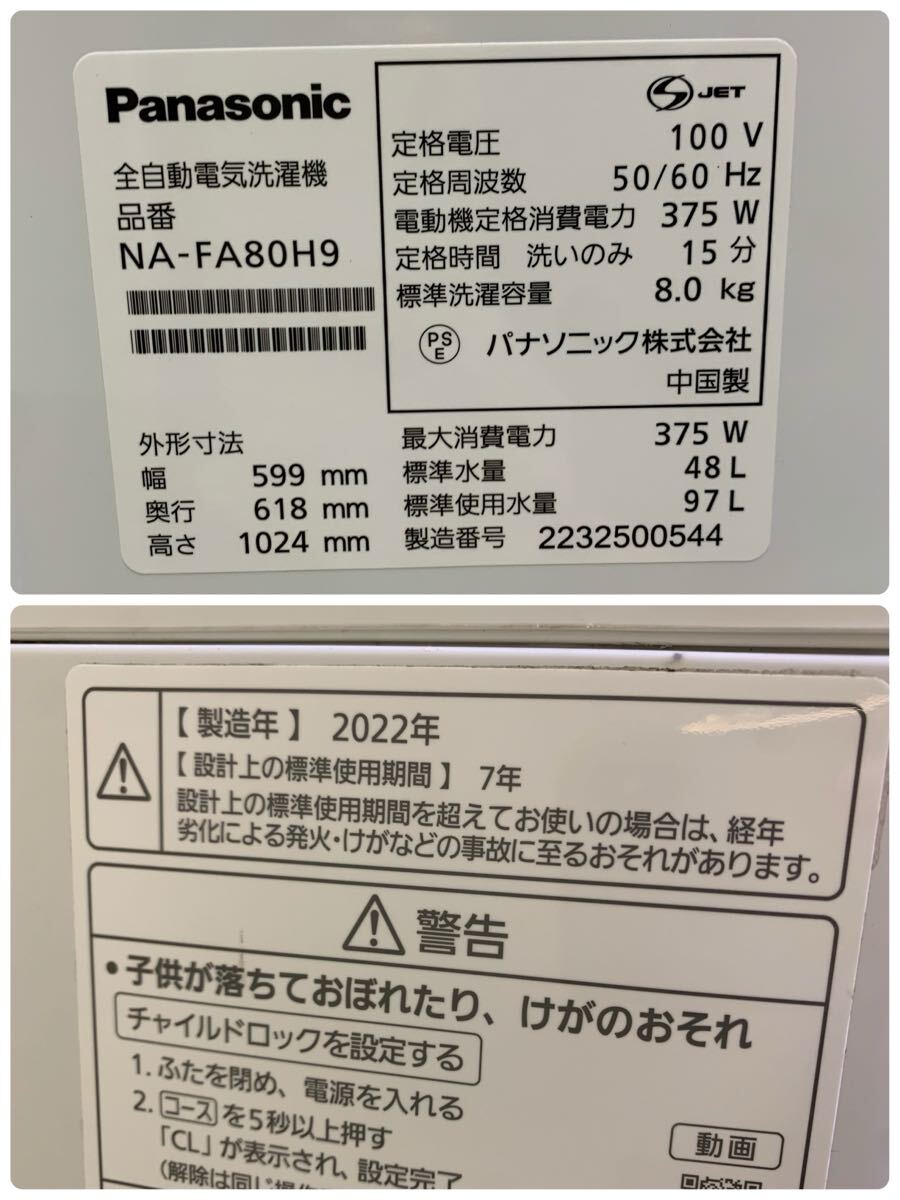 Panasonic
全自動電気洗濯機
品番
NA-FA80H9
JET
定格電圧 100 V
定格周波数 50/60 Hz
電動機定格消費電力 375 W
定格時間 洗いのみ 15 分
標準洗濯容量 8.0 kg
PS
E
パナソニック株式会社
中国製
外形寸法
幅 599 mm
奥行 618 mm
高さ 1024 mm
最大消費電力 375 W
標準水量 48 L
標準使用水量 97 L
製造番号 2232500544
【 製造年 】 2022年
【 設計上の標準使用期間 】 7年
設計上の標準使用期間を超えてお使いの場合は、経年
劣化による発火・けがなどの事故に至るおそれがあります。
警告
・子供が落ちておぼれたり、けがのおそれ
チャイルドロックを設定する
1. ふたを閉め、電源を入れる
2. コースを5秒以上押す
「CL」が表示され、設定完了
(解除は同じ操作
動画